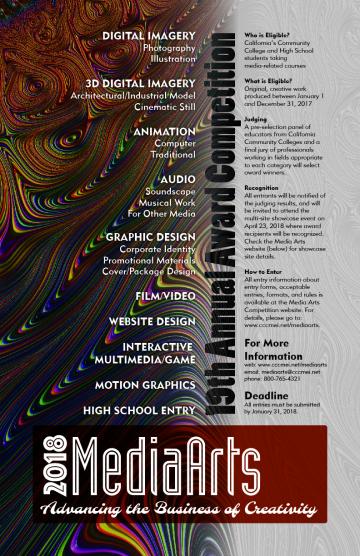 DIGITAL IMAGERY
Photography
Illustration
3D DIGITAL IMAGERY
Architectural/Industrial Model
Cinematic Still
ANIMATION
Computer
Traditional
AUDIO
Soundscape
Musical Work
For Other Media
GRAPHIC DESIGN
Corporate Identity
Promotional Materials
Cover/Package Design
FILM/VIDEO
WEBSITE DESIGN
INTERACTIVE
MULTIMEDIA/GAME
MOTION GRAPHICS
HIGH SCHOOL ENTRY
19th Annual Award Competition
Who is Eligible?
California's Community
College and High School
students taking
media-related courses
What is Eligible?
Original, creative work
produced between January 1
and December 31, 2017
Judging
A pre-selection panel of
educators from California
Community Colleges and a
final jury of professionals
working in fields appropriate
to each category will select
award winners.
Recognition
All entrants will be notified of
the judging results, and will
be invited to attend the
multi-site showcase event on
April 23, 2018 where award
recipients will be recognized.
Check the Media Arts
website (below) for showcase
site details.
How to Enter
All entry information about
entry forms, acceptable
entries, formats, and rules is
available at the Media Arts
Competition website. For
details, please go to:
www.cccmei.net/mediaarts.
For More
Information
web: www.cccmei.net/mediaarts
email: mediaarts@cccmei.net
phone: 800-765-4321
Deadline
All entries must be submitted
by January 31, 2018.
2018
MediaArts
Advancing the Business of Creativity